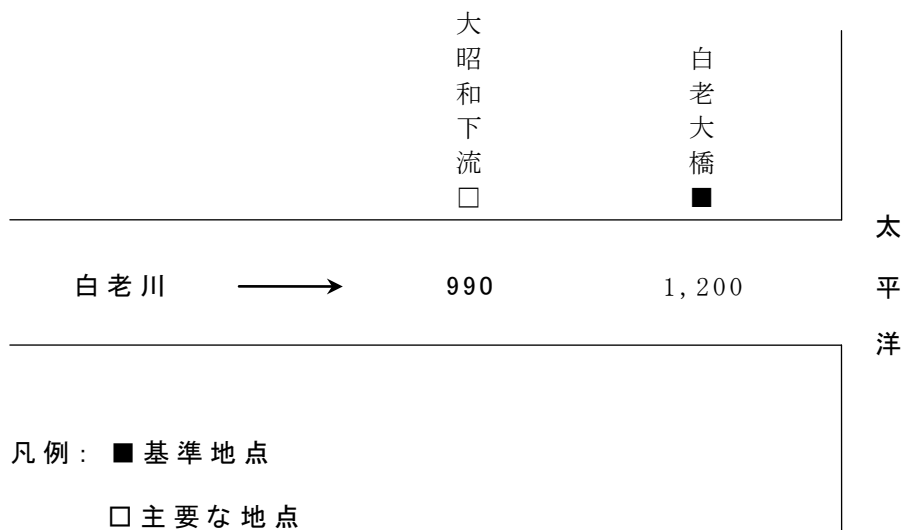 大昭和下流□
白老大橋■
白老川 → 990 1,200
太平洋
凡例: ■基準地点
□主要な地点